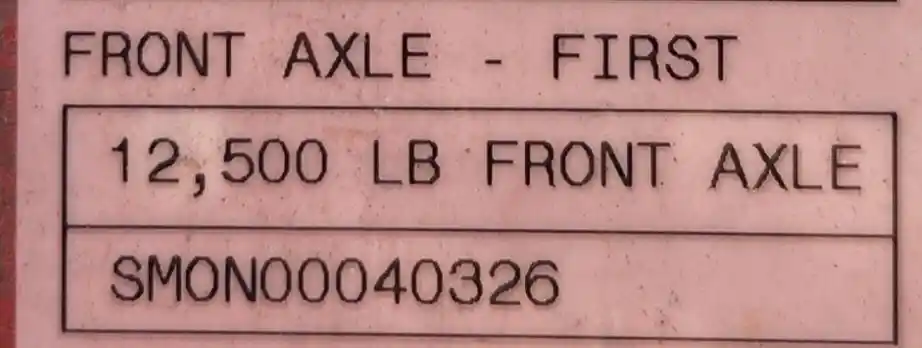 FRONT AXLE - FIRST
12,500 LB FRONT AXLE
SMON00040326